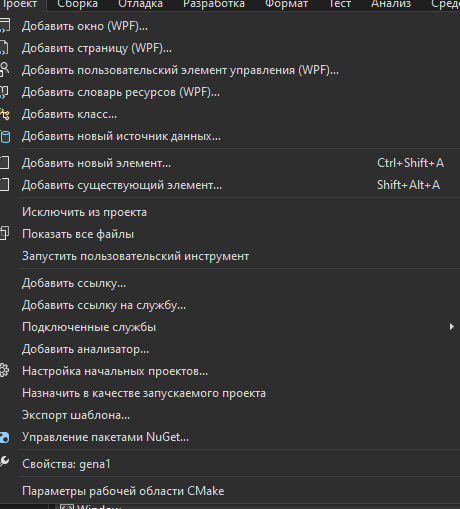 Проект Сборка Отладка Разработка Формат Тест Анализ
Добавить окно (WPF)...
Добавить страницу (WPF)...
Добавить пользовательский элемент управления (WPF)...
Добавить словарь ресурсов (WPF)...
Добавить класс...
Добавить новый источник данных...
Добавить новый элемент... Ctrl+Shift+A
Добавить существующий элемент... Shift+Alt+A
Исключить из проекта
Показать все файлы
Запустить пользовательский инструмент
Добавить ссылку...
Добавить ссылку на службу...
Подключенные службы
Добавить анализатор...
Настройка начальных проектов...
Назначить в качестве запускаемого проекта
Экспорт шаблона...
Управление пакетами NuGet...
Свойства: gena1
Параметры рабочей области CMake
Window